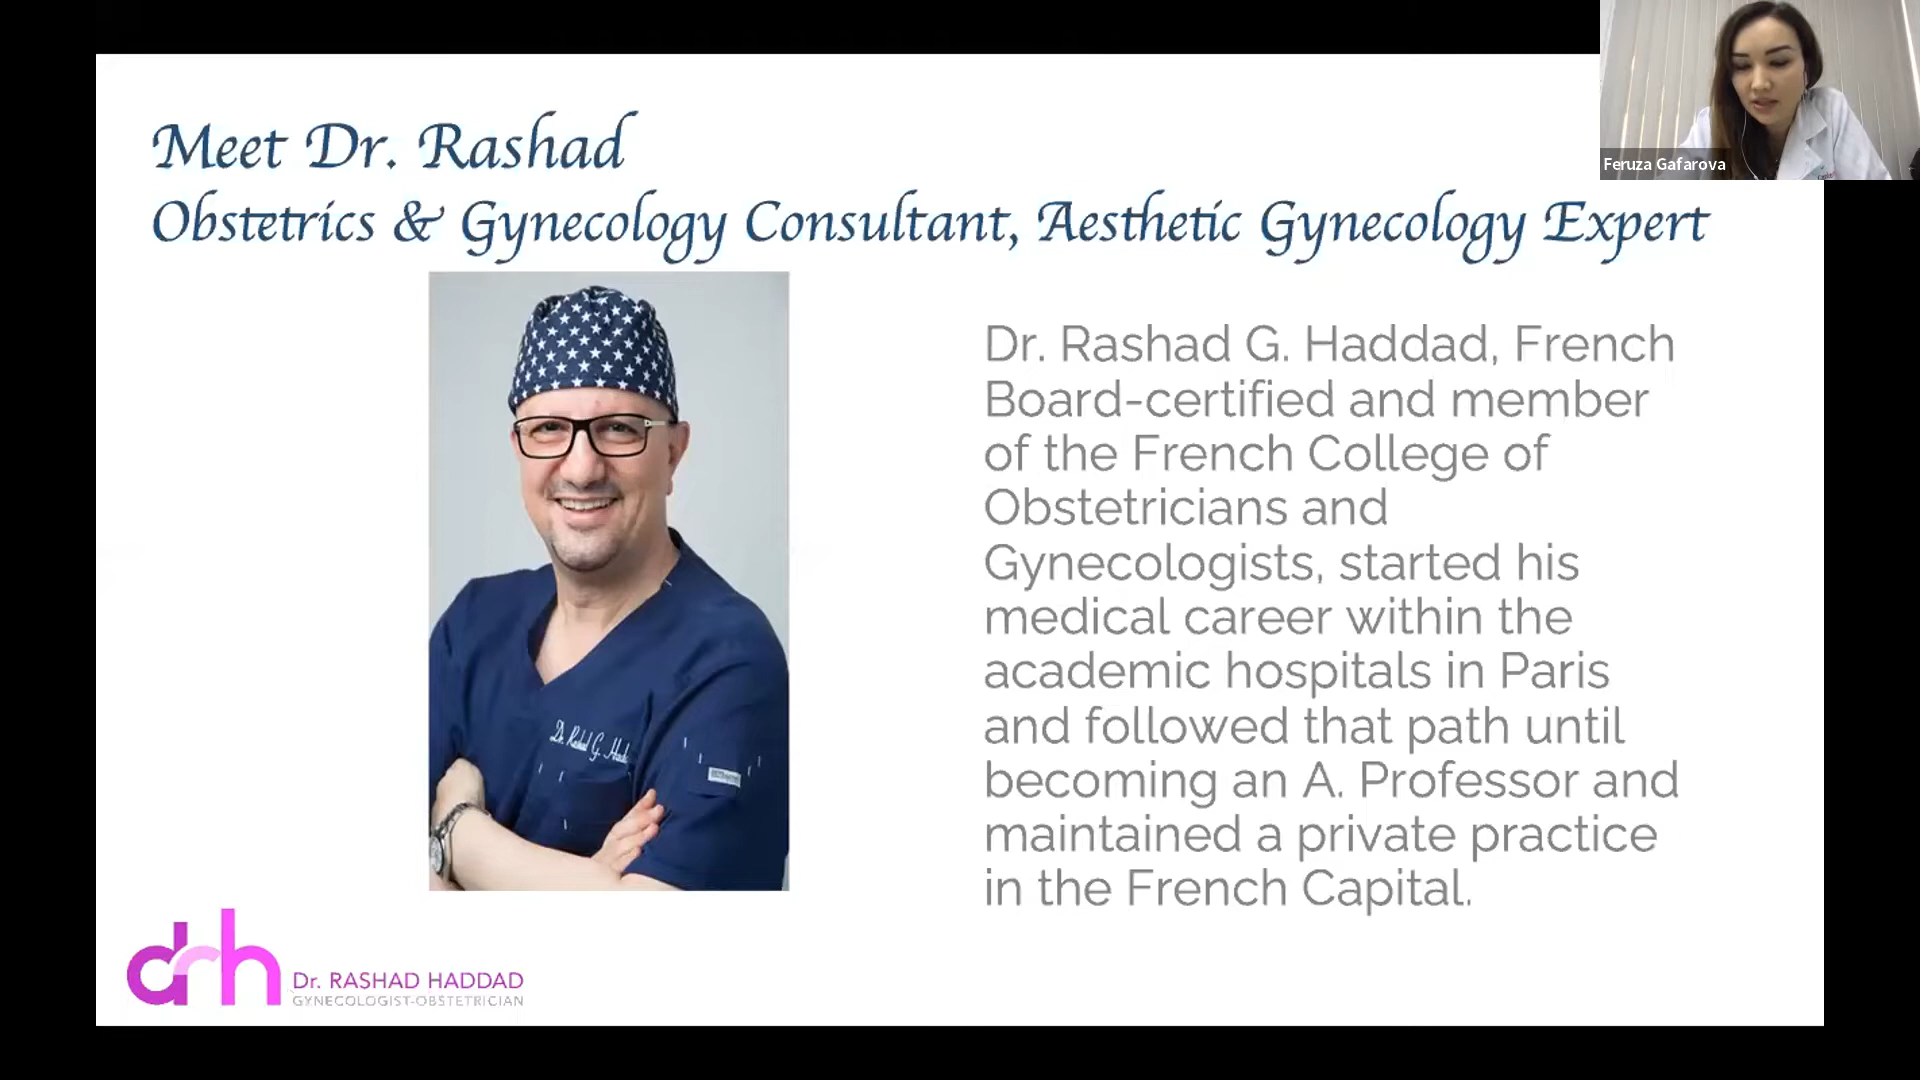 Feruza Gafarova
Meet Dr. Rashad
Obstetrics & Gynecology Consultant, Aesthetic Gynecology Expert
Dr. Rashad G. Haddad, French
Board-certified and member
of the French College of
Obstetricians and
Gynecologists, started his
medical career within the
academic hospitals in Paris
and followed that path until
becoming an A. Professor and
maintained a private practice
in the French Capital.
Dr. Rashad G.
drh
Dr. RASHAD HADDAD
GYNECOLOGIST-OBSTETRICIAN